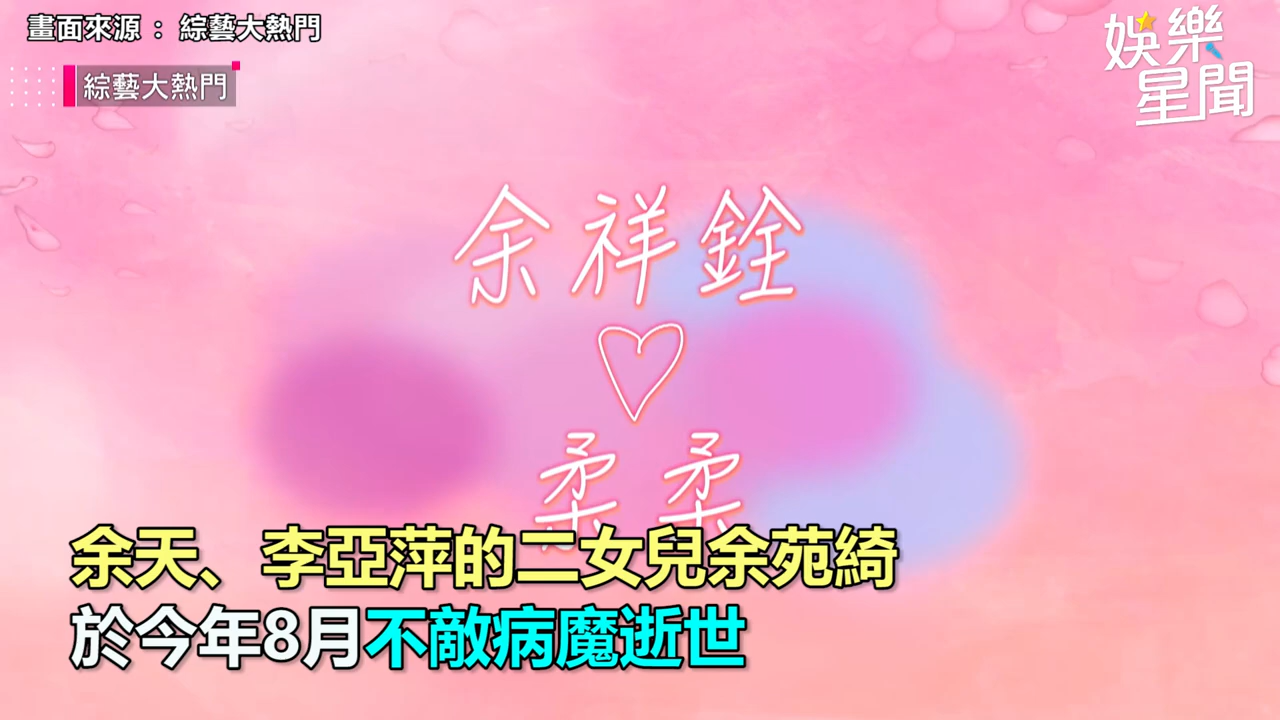 畫面來源 : 綜藝大熱門
綜藝大熱門
娛樂
星聞
余祥銓
♡
柔柔
余天、李亞萍的二女兒余苑綺
於今年8月不敵病魔逝世